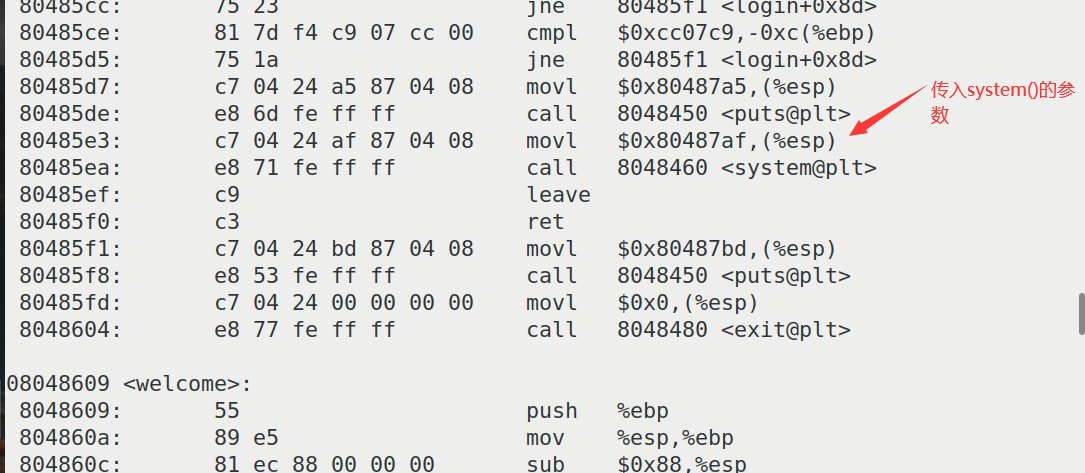 80485cc: 75 23 jne 80485f1 <login+0x8d>
80485ce: 81 7d f4 c9 07 cc 00 cmpl $0xcc07c9,-0xc(%ebp)
80485d5: 75 1a jne 80485f1 <login+0x8d>
80485d7: c7 04 24 a5 87 04 08 movl $0x80487a5,(%esp)
80485de: e8 6d fe ff ff call 8048450 <puts@plt>
80485e3: c7 04 24 af 87 04 08 movl $0x80487af,(%esp)
80485ea: e8 71 fe ff ff call 8048460 <system@plt>
80485ef: c9 leave
80485f0: c3 ret
80485f1: c7 04 24 bd 87 04 08 movl $0x80487bd,(%esp)
80485f8: e8 53 fe ff ff call 8048450 <puts@plt>
80485fd: c7 04 24 00 00 00 00 movl $0x0,(%esp)
8048604: e8 77 fe ff ff call 8048480 <exit@plt>
08048609 <welcome>:
8048609: 55 push %ebp
804860a: 89 e5 mov %esp,%ebp
804860c: 81 ec 88 00 00 00 sub $0x88,%esp
传入system()的参
数